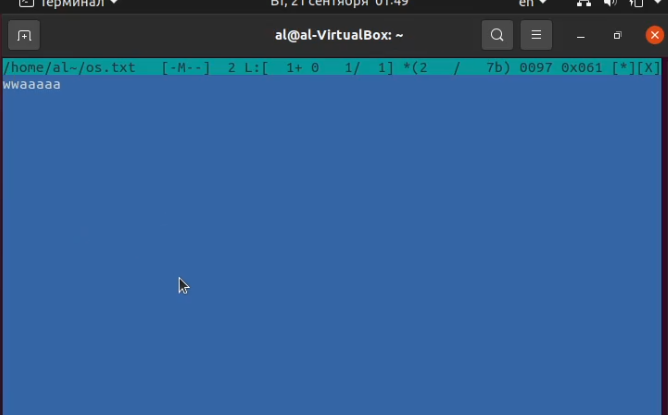 Терминал en
Вт, 21 сентября 01:49
al@al-VirtualBox: ~
/home/al~/os.txt [-M--] 2 L:[ 1+ 0 1/ 1] *(2 / 7b) 0097 0x061 [*][X]
wwaaaaa